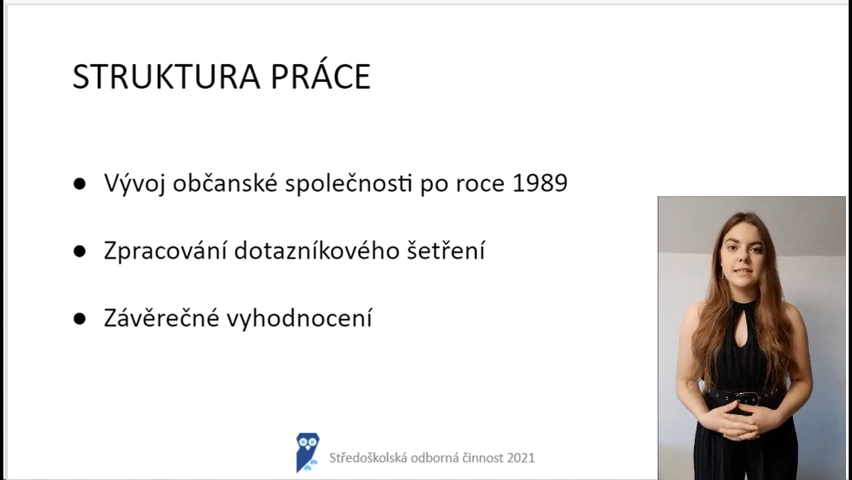 STRUKTURA PRÁCE
● Vývoj občanské společnosti po roce 1989
● Zpracování dotazníkového šetření
● Závěrečné vyhodnocení
Středoškolská odborná činnost 2021